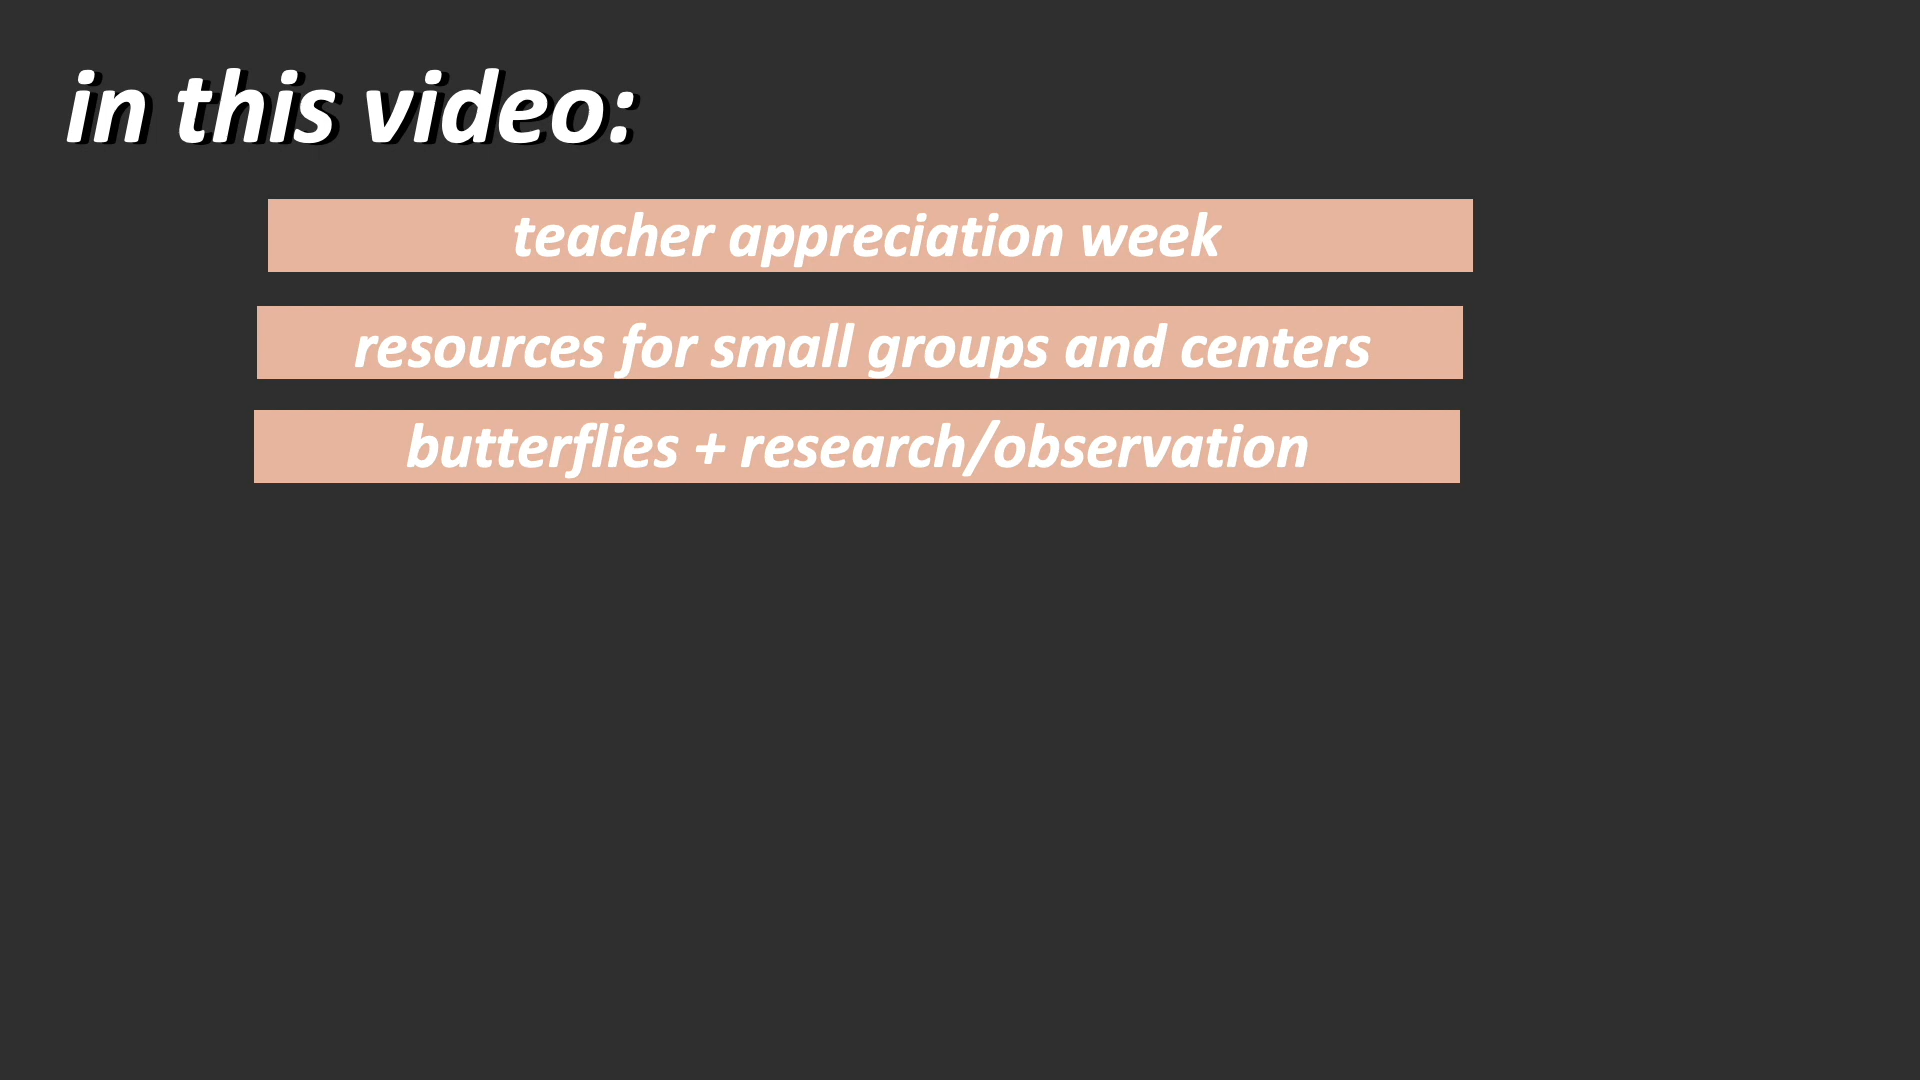 in this video:
teacher appreciation week
resources for small groups and centers
butterflies + research/observation